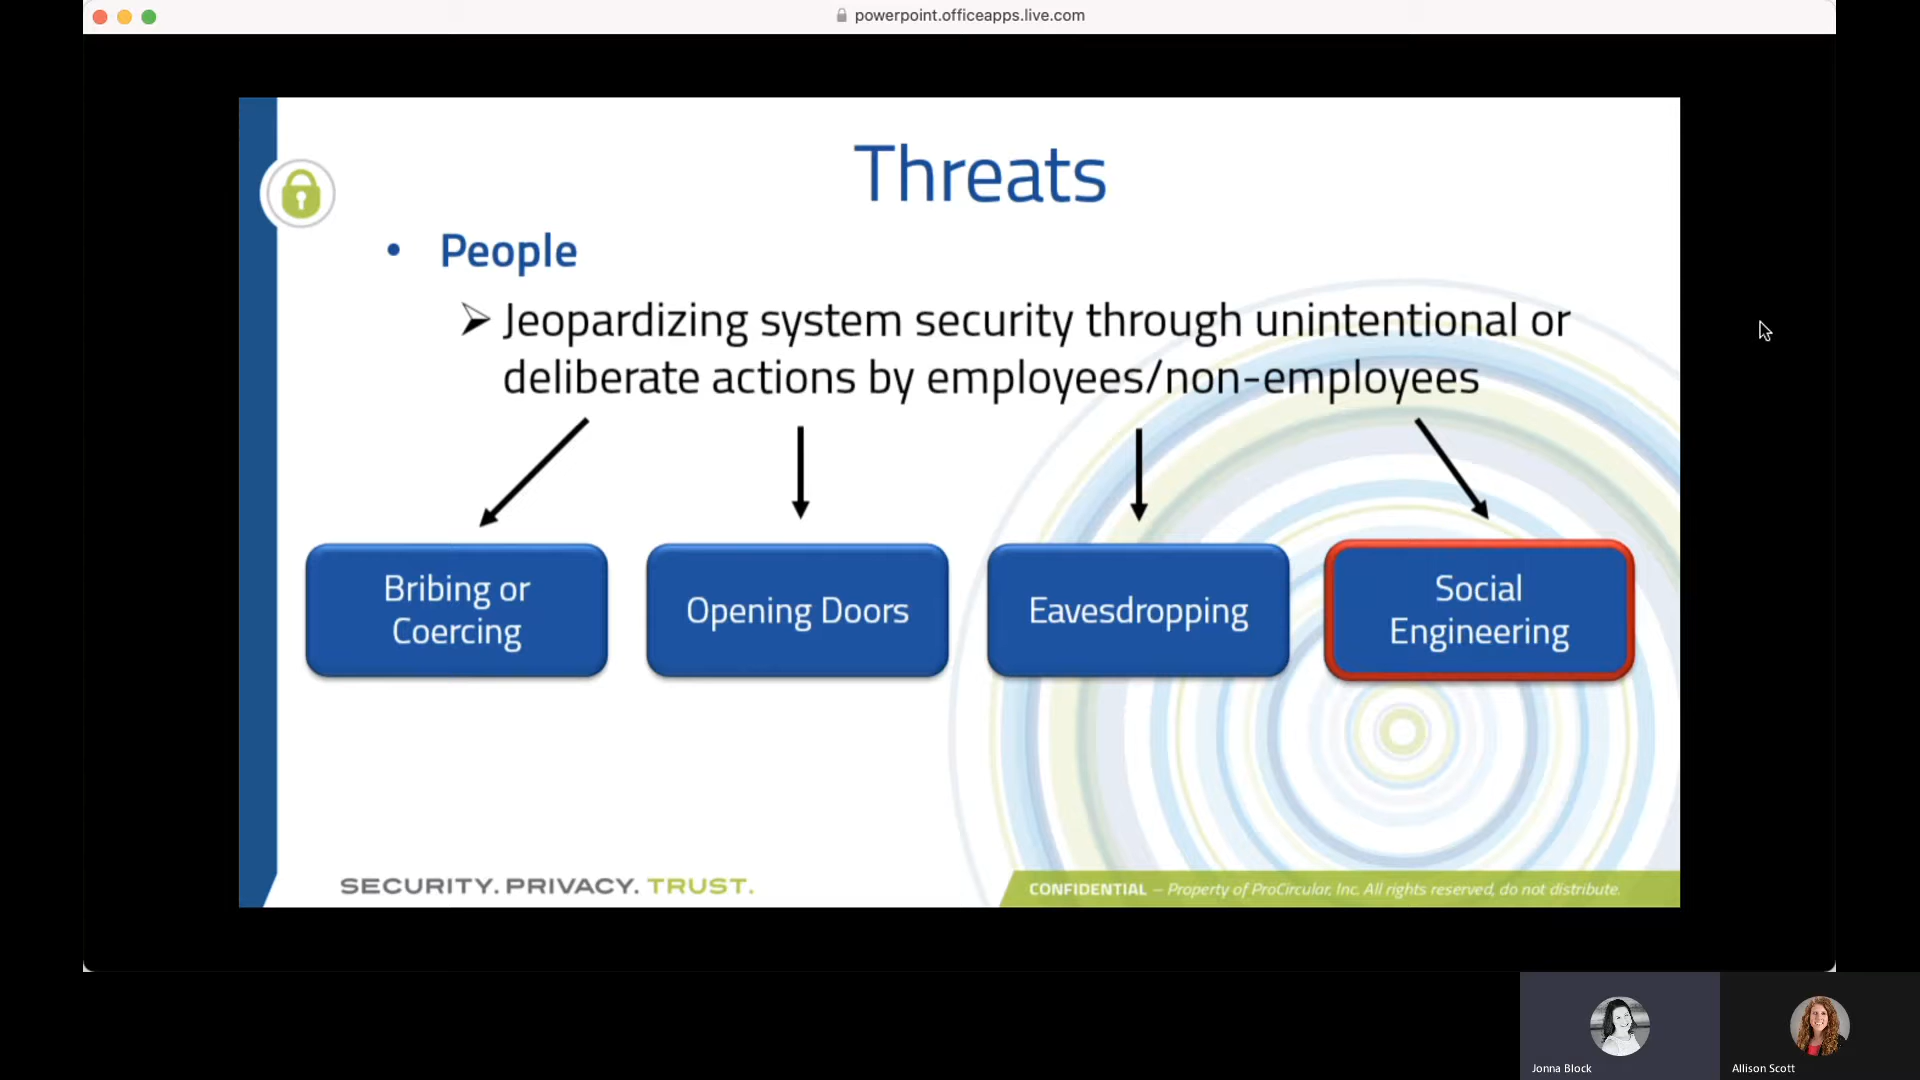 powerpoint.officeapps.live.com
Threats
• People
➢ Jeopardizing system security through unintentional or
deliberate actions by employees/non-employees
Bribing or
Coercing
Opening Doors
Eavesdropping
Social
Engineering
SECURITY. PRIVACY. TRUST.
CONFIDENTIAL – Property of ProCircular, Inc. All rights reserved, do not distribute.
Jonna Block
Allison Scott